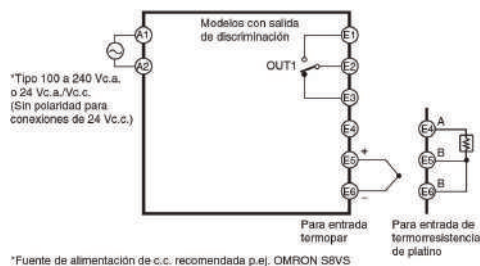 Modelos con salida
de discriminación
A1
A2
E1
E2
E3
E4
E5
E6
OUT1
+
−
*Tipo 100 a 240 Vc.a.
o 24 Vc.a./Vc.c.
(Sin polaridad para
conexiones de 24 Vc.c.)
E4
A
E5
B
E6
B
Para entrada
termopar
Para entrada de
termorresistencia
de platino
*Fuente de alimentación de c.c. recomendada p.ej. OMRON S8VS